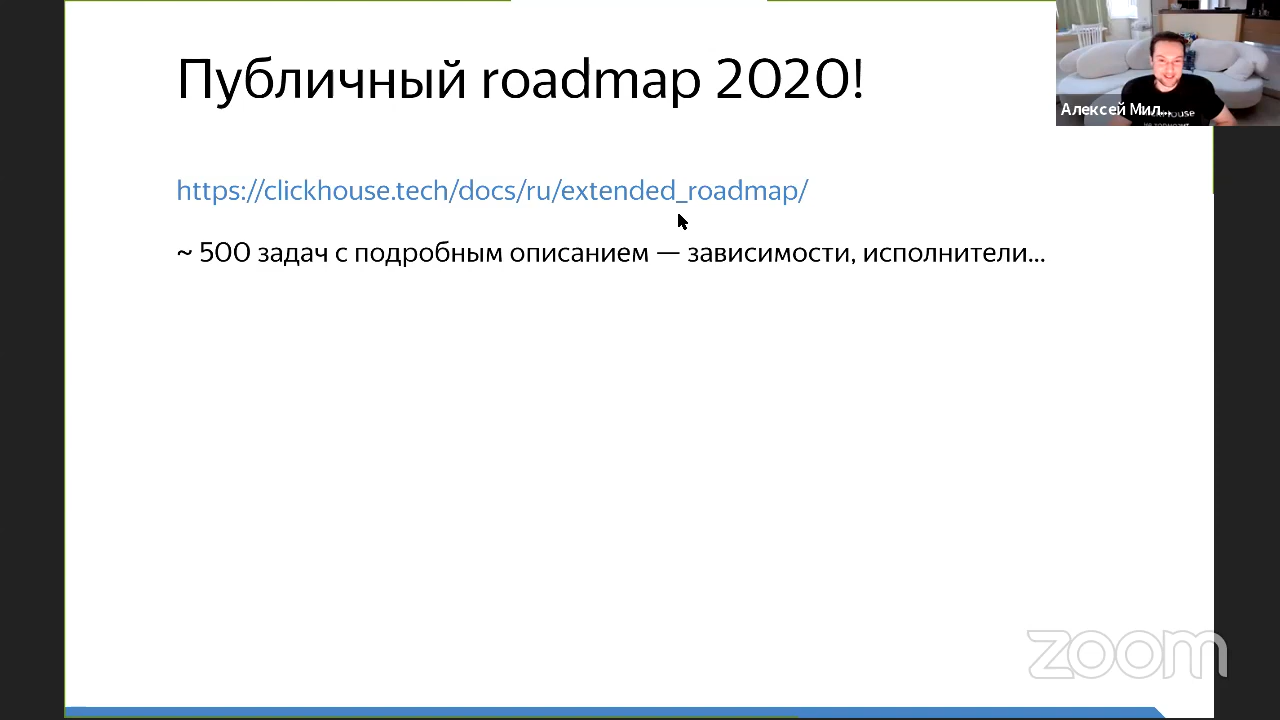 Публичный roadmap 2020!
https://clickhouse.tech/docs/ru/extended_roadmap/
~ 500 задач с подробным описанием — зависимости, исполнители...
Алексей Мил...
zoom